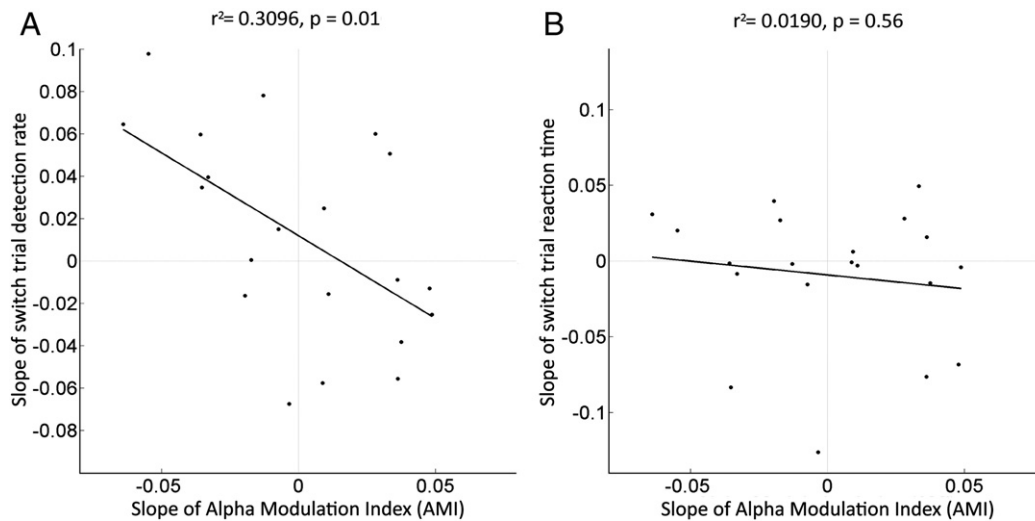 A
r²= 0.3096, p = 0.01
0.1
0.08
0.06
0.04
0.02
0
-0.02
-0.04
-0.06
-0.08
Slope of switch trial detection rate
-0.05
0
0.05
Slope of Alpha Modulation Index (AMI)
B
r²= 0.0190, p = 0.56
0.1
0.05
0
-0.05
-0.1
Slope of switch trial reaction time
-0.05
0
0.05
Slope of Alpha Modulation Index (AMI)